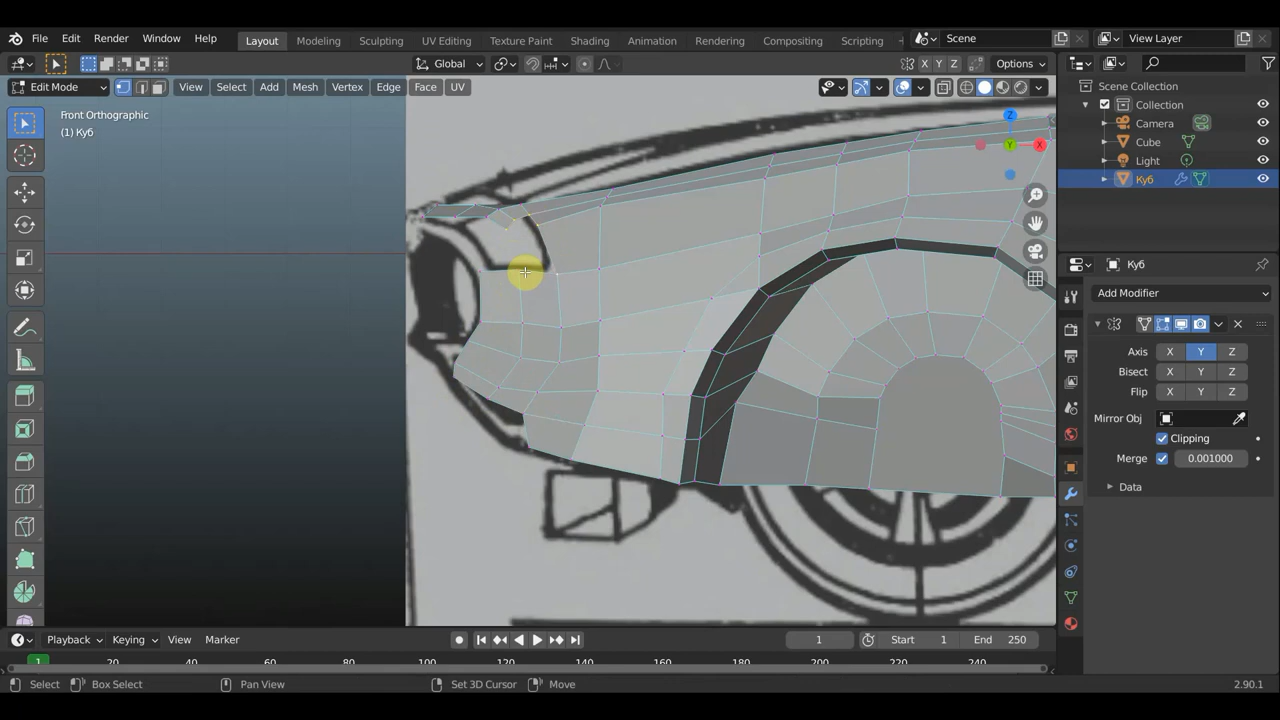 File Edit Render Window Help Layout Modeling Sculpting UV Editing Texture Paint Shading Animation Rendering Compositing Scripting Scene View Layer
Global Options
Edit Mode View Select Add Mesh Vertex Edge Face UV
Scene Collection
Collection
Camera
Cube
Light
Куб
Front Orthographic
(1) Куб
Z
Y
X
Куб
Add Modifier
Axis X Y Z
Bisect X Y Z
Flip X Y Z
Mirror Obj
Clipping
Merge 0.001000
Data
Playback Keying View Marker 1 Start 1 End 250
1 20 40 60 80 100 120 140 160 180 200 220 240
Select Box Select Pan View Set 3D Cursor Move 2.90.1